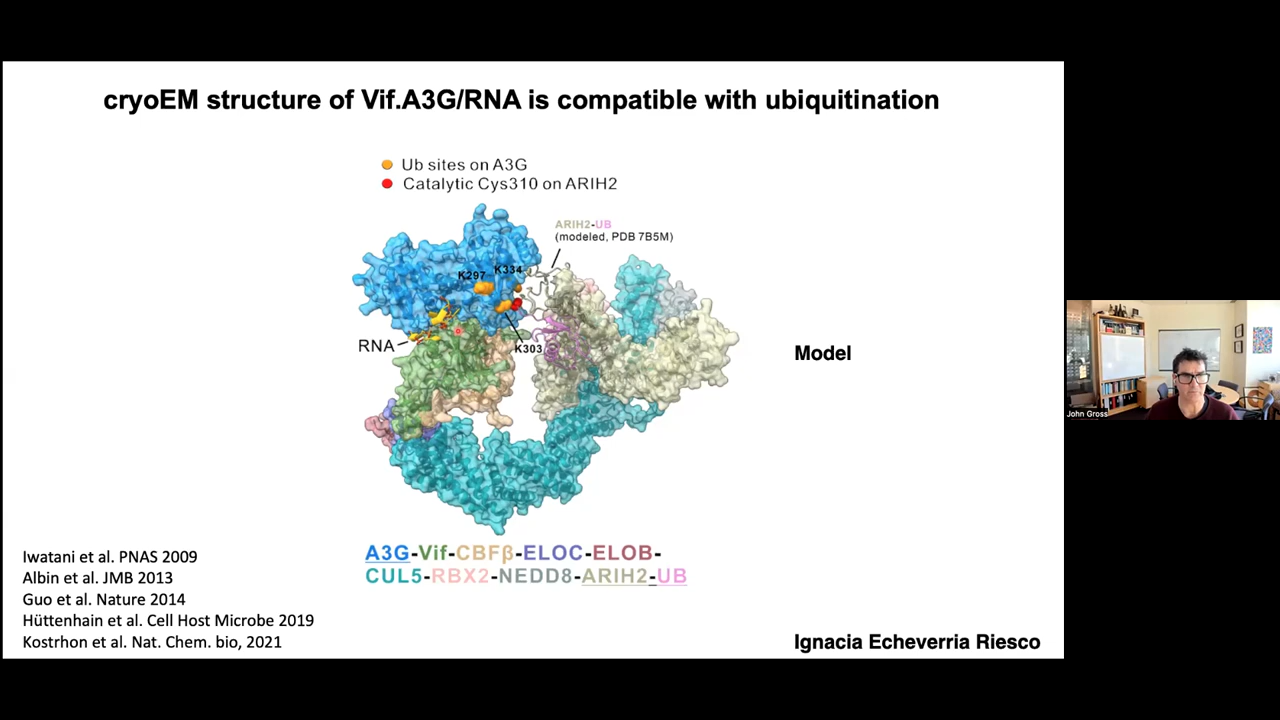 cryoEM structure of Vif.A3G/RNA is compatible with ubiquitination
Ub sites on A3G
Catalytic Cys310 on ARIH2
ARIH2-UB
(modeled, PDB 7B5M)
K297
K334
RNA
K303
Model
A3G-Vif-CBFβ-ELOC-ELOB-
CUL5-RBX2-NEDD8-ARIH2-UB
Iwatani et al. PNAS 2009
Albin et al. JMB 2013
Guo et al. Nature 2014
Hüttenhain et al. Cell Host Microbe 2019
Kostrhon et al. Nat. Chem. bio, 2021
Ignacia Echeverria Riesco
John Gross